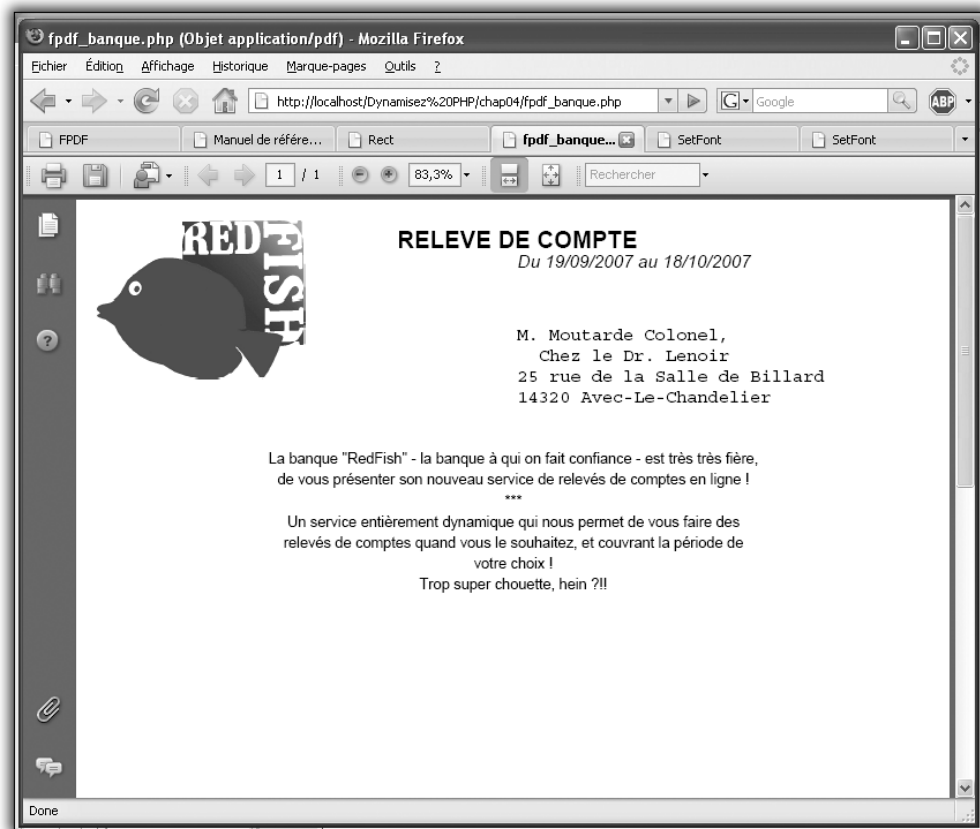 fpdf_banque.php (Objet application/pdf) - Mozilla Firefox
Fichier Édition Affichage Historique Marque-pages Outils ?
http://localhost/Dynamisez%20PHP/chap04/fpdf_banque.php G Google ABP
FPDF Manuel de référe... Rect fpdf_banque... SetFont SetFont
1 / 1 83,3% Rechercher
RED
FISH
RELEVE DE COMPTE
Du 19/09/2007 au 18/10/2007
M. Moutarde Colonel,
Chez le Dr. Lenoir
25 rue de la Salle de Billard
14320 Avec-Le-Chandelier
La banque "RedFish" - la banque à qui on fait confiance - est très très fière,
de vous présenter son nouveau service de relevés de comptes en ligne !
***
Un service entièrement dynamique qui nous permet de vous faire des
relevés de comptes quand vous le souhaitez, et couvrant la période de
votre choix !
Trop super chouette, hein ?!!
Done